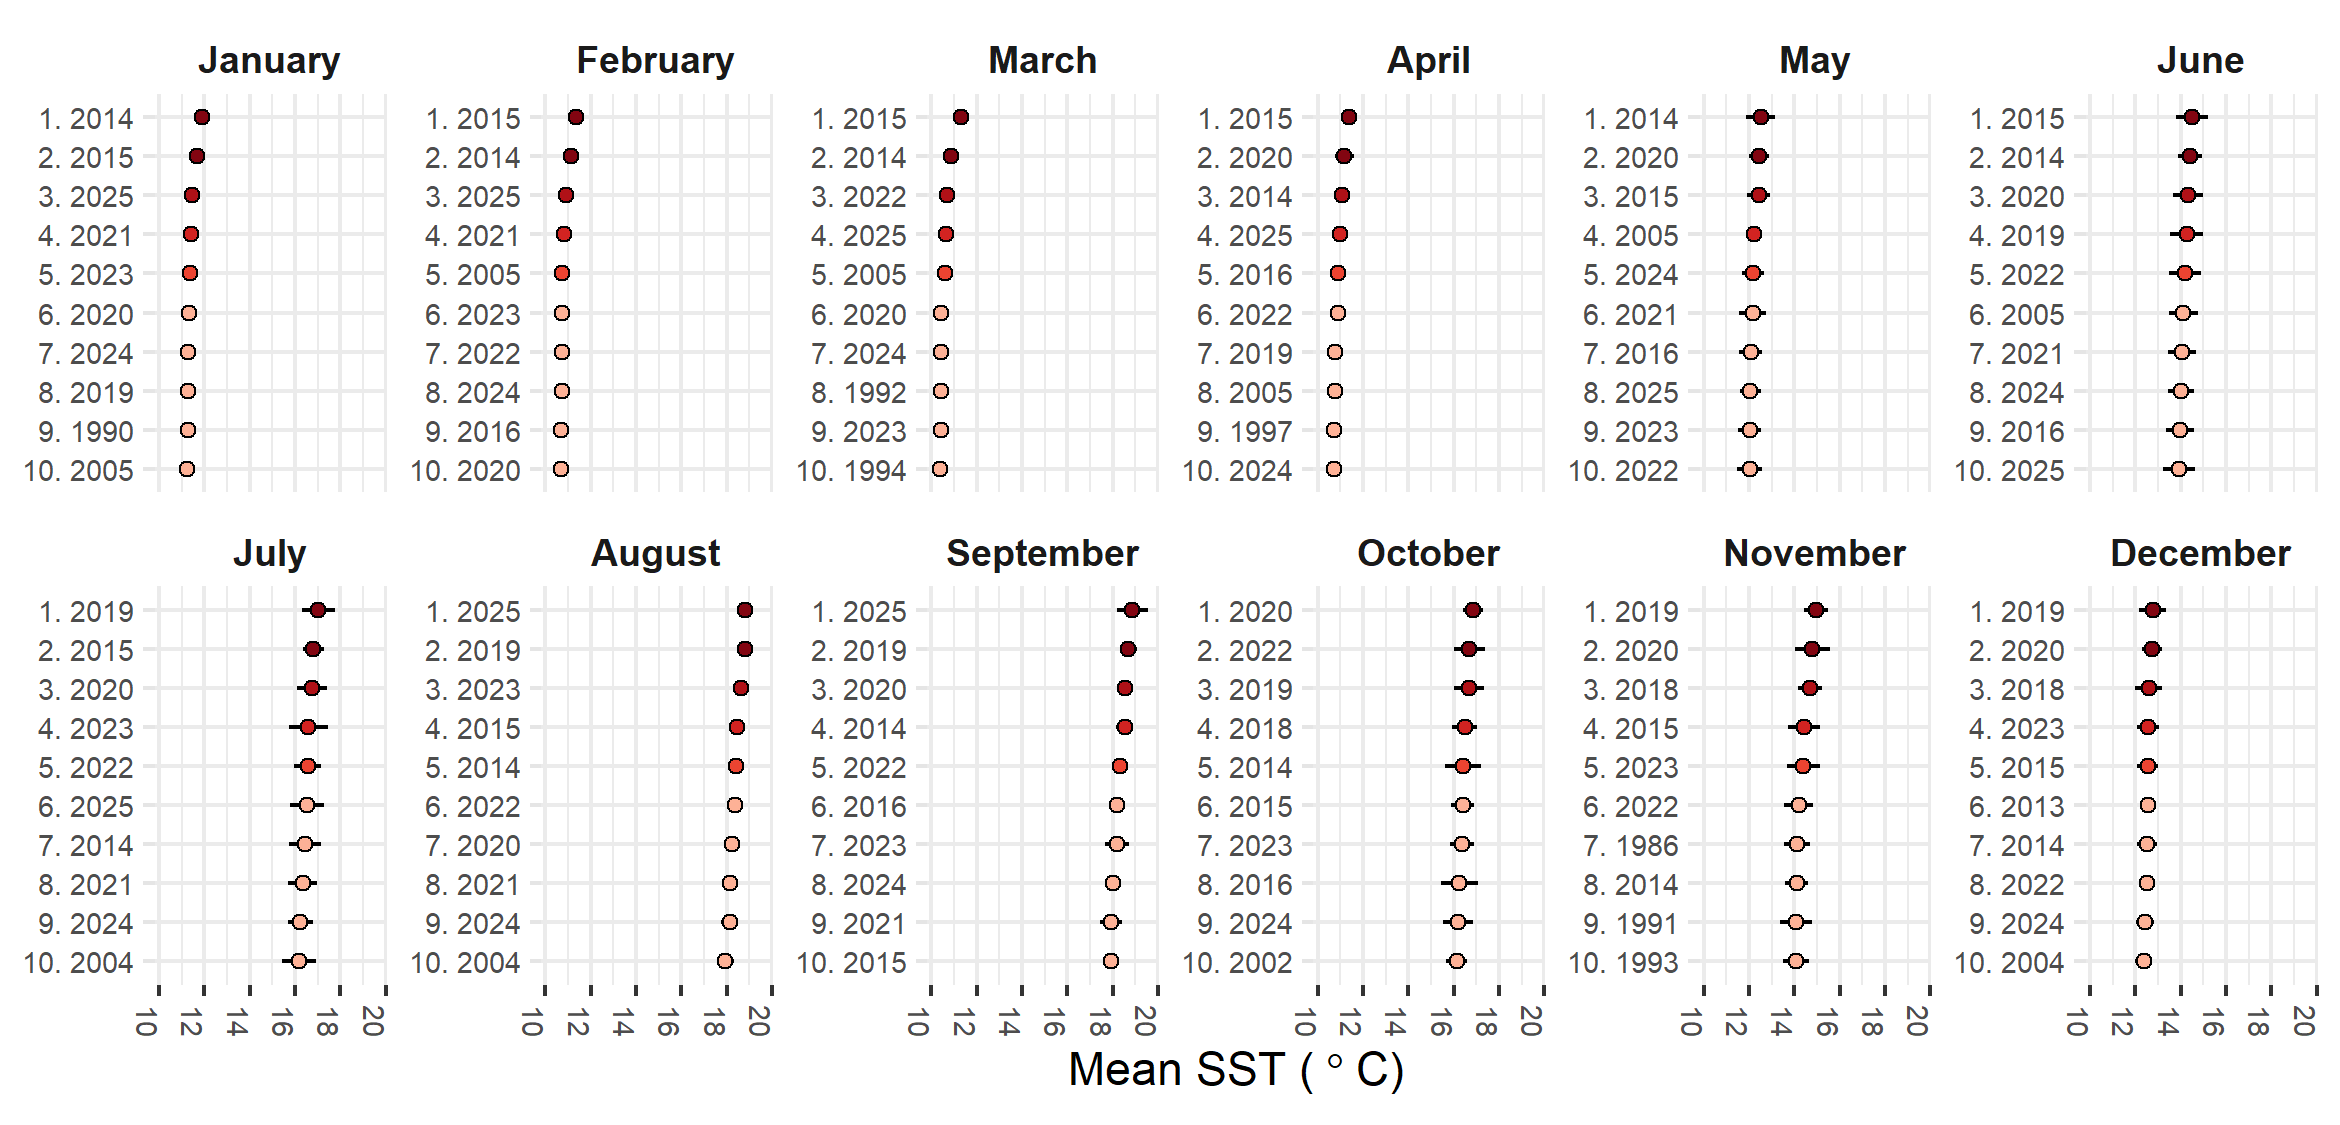 January February March April May June
1. 2014 1. 2015 1. 2015 1. 2015 1. 2014 1. 2015
2. 2015 2. 2014 2. 2014 2. 2020 2. 2020 2. 2014
3. 2025 3. 2025 3. 2022 3. 2014 3. 2015 3. 2020
4. 2021 4. 2021 4. 2025 4. 2025 4. 2005 4. 2019
5. 2023 5. 2005 5. 2005 5. 2016 5. 2024 5. 2022
6. 2020 6. 2023 6. 2020 6. 2022 6. 2021 6. 2005
7. 2024 7. 2022 7. 2024 7. 2019 7. 2016 7. 2021
8. 2019 8. 2024 8. 1992 8. 2005 8. 2025 8. 2024
9. 1990 9. 2016 9. 2023 9. 1997 9. 2023 9. 2016
10. 2005 10. 2020 10. 1994 10. 2024 10. 2022 10. 2025
July August September October November December
1. 2019 1. 2025 1. 2025 1. 2020 1. 2019 1. 2019
2. 2015 2. 2019 2. 2019 2. 2022 2. 2020 2. 2020
3. 2020 3. 2023 3. 2020 3. 2019 3. 2018 3. 2018
4. 2023 4. 2015 4. 2014 4. 2018 4. 2015 4. 2023
5. 2022 5. 2014 5. 2022 5. 2014 5. 2023 5. 2015
6. 2025 6. 2022 6. 2016 6. 2015 6. 2022 6. 2013
7. 2014 7. 2020 7. 2023 7. 2023 7. 1986 7. 2014
8. 2021 8. 2021 8. 2024 8. 2016 8. 2014 8. 2022
9. 2024 9. 2024 9. 2021 9. 2024 9. 1991 9. 2024
10. 2004 10. 2004 10. 2015 10. 2002 10. 1993 10. 2004
10 12 14 16 18 20 10 12 14 16 18 20 10 12 14 16 18 20 10 12 14 16 18 20 10 12 14 16 18 20 10 12 14 16 18 20
Mean SST ( ° C)